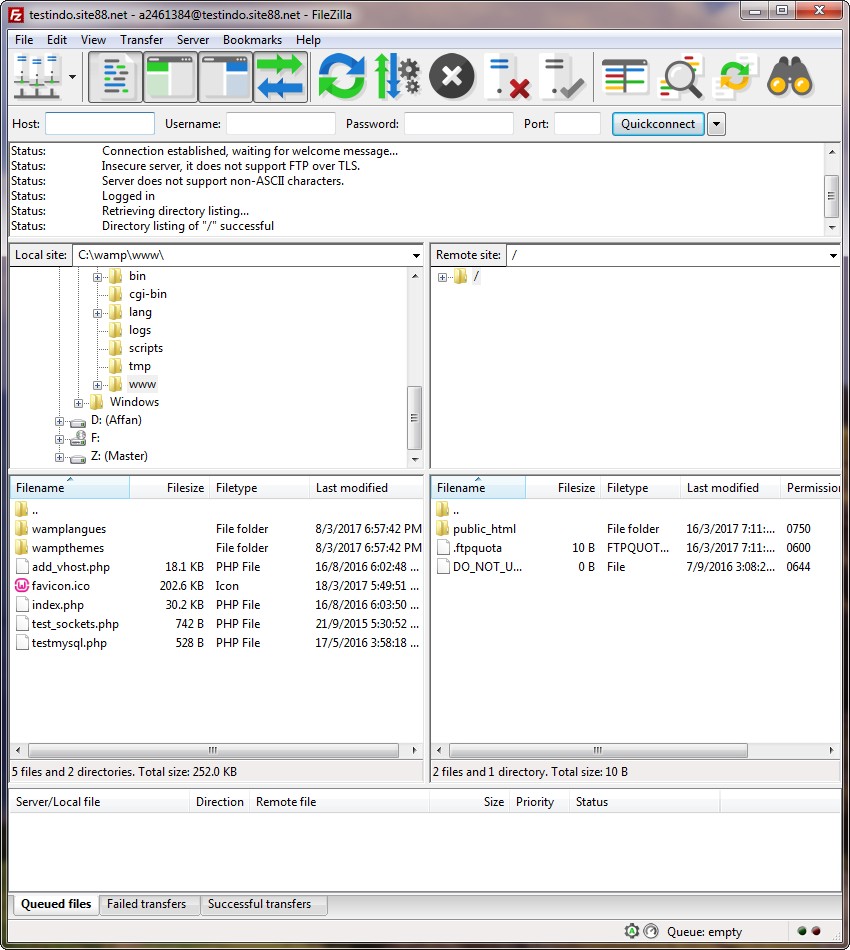 testindo.site88.net - a2461384@testindo.site88.net - FileZilla
File Edit View Transfer Server Bookmarks Help
Host: Username: Password: Port: Quickconnect
Status: Connection established, waiting for welcome message...
Status: Insecure server, it does not support FTP over TLS.
Status: Server does not support non-ASCII characters.
Status: Logged in
Status: Retrieving directory listing...
Status: Directory listing of "/" successful
Local site: C:\wamp\www\
bin
cgi-bin
lang
logs
scripts
tmp
www
Windows
D: (Affan)
F:
Z: (Master)
Remote site: /
/
Filename Filesize Filetype Last modified
..
wamplangues File folder 8/3/2017 6:57:42 PM
wampthemes File folder 8/3/2017 6:57:42 PM
add_vhost.php 18.1 KB PHP File 16/8/2016 6:02:48 ...
favicon.ico 202.6 KB Icon 18/3/2017 5:49:51 ...
index.php 30.2 KB PHP File 16/8/2016 6:03:50 ...
test_sockets.php 742 B PHP File 21/9/2015 5:30:52 ...
testmysql.php 528 B PHP File 17/5/2016 3:58:18 ...
5 files and 2 directories. Total size: 252.0 KB
Filename Filesize Filetype Last modified Permission
..
public_html File folder 16/3/2017 7:11:... 0750
.ftpquota 10 B FTPQUOT... 16/3/2017 7:11:... 0600
DO_NOT_U... 0 B File 7/9/2016 3:08:2... 0644
2 files and 1 directory. Total size: 10 B
Server/Local file Direction Remote file Size Priority Status
Queued files Failed transfers Successful transfers
Queue: empty